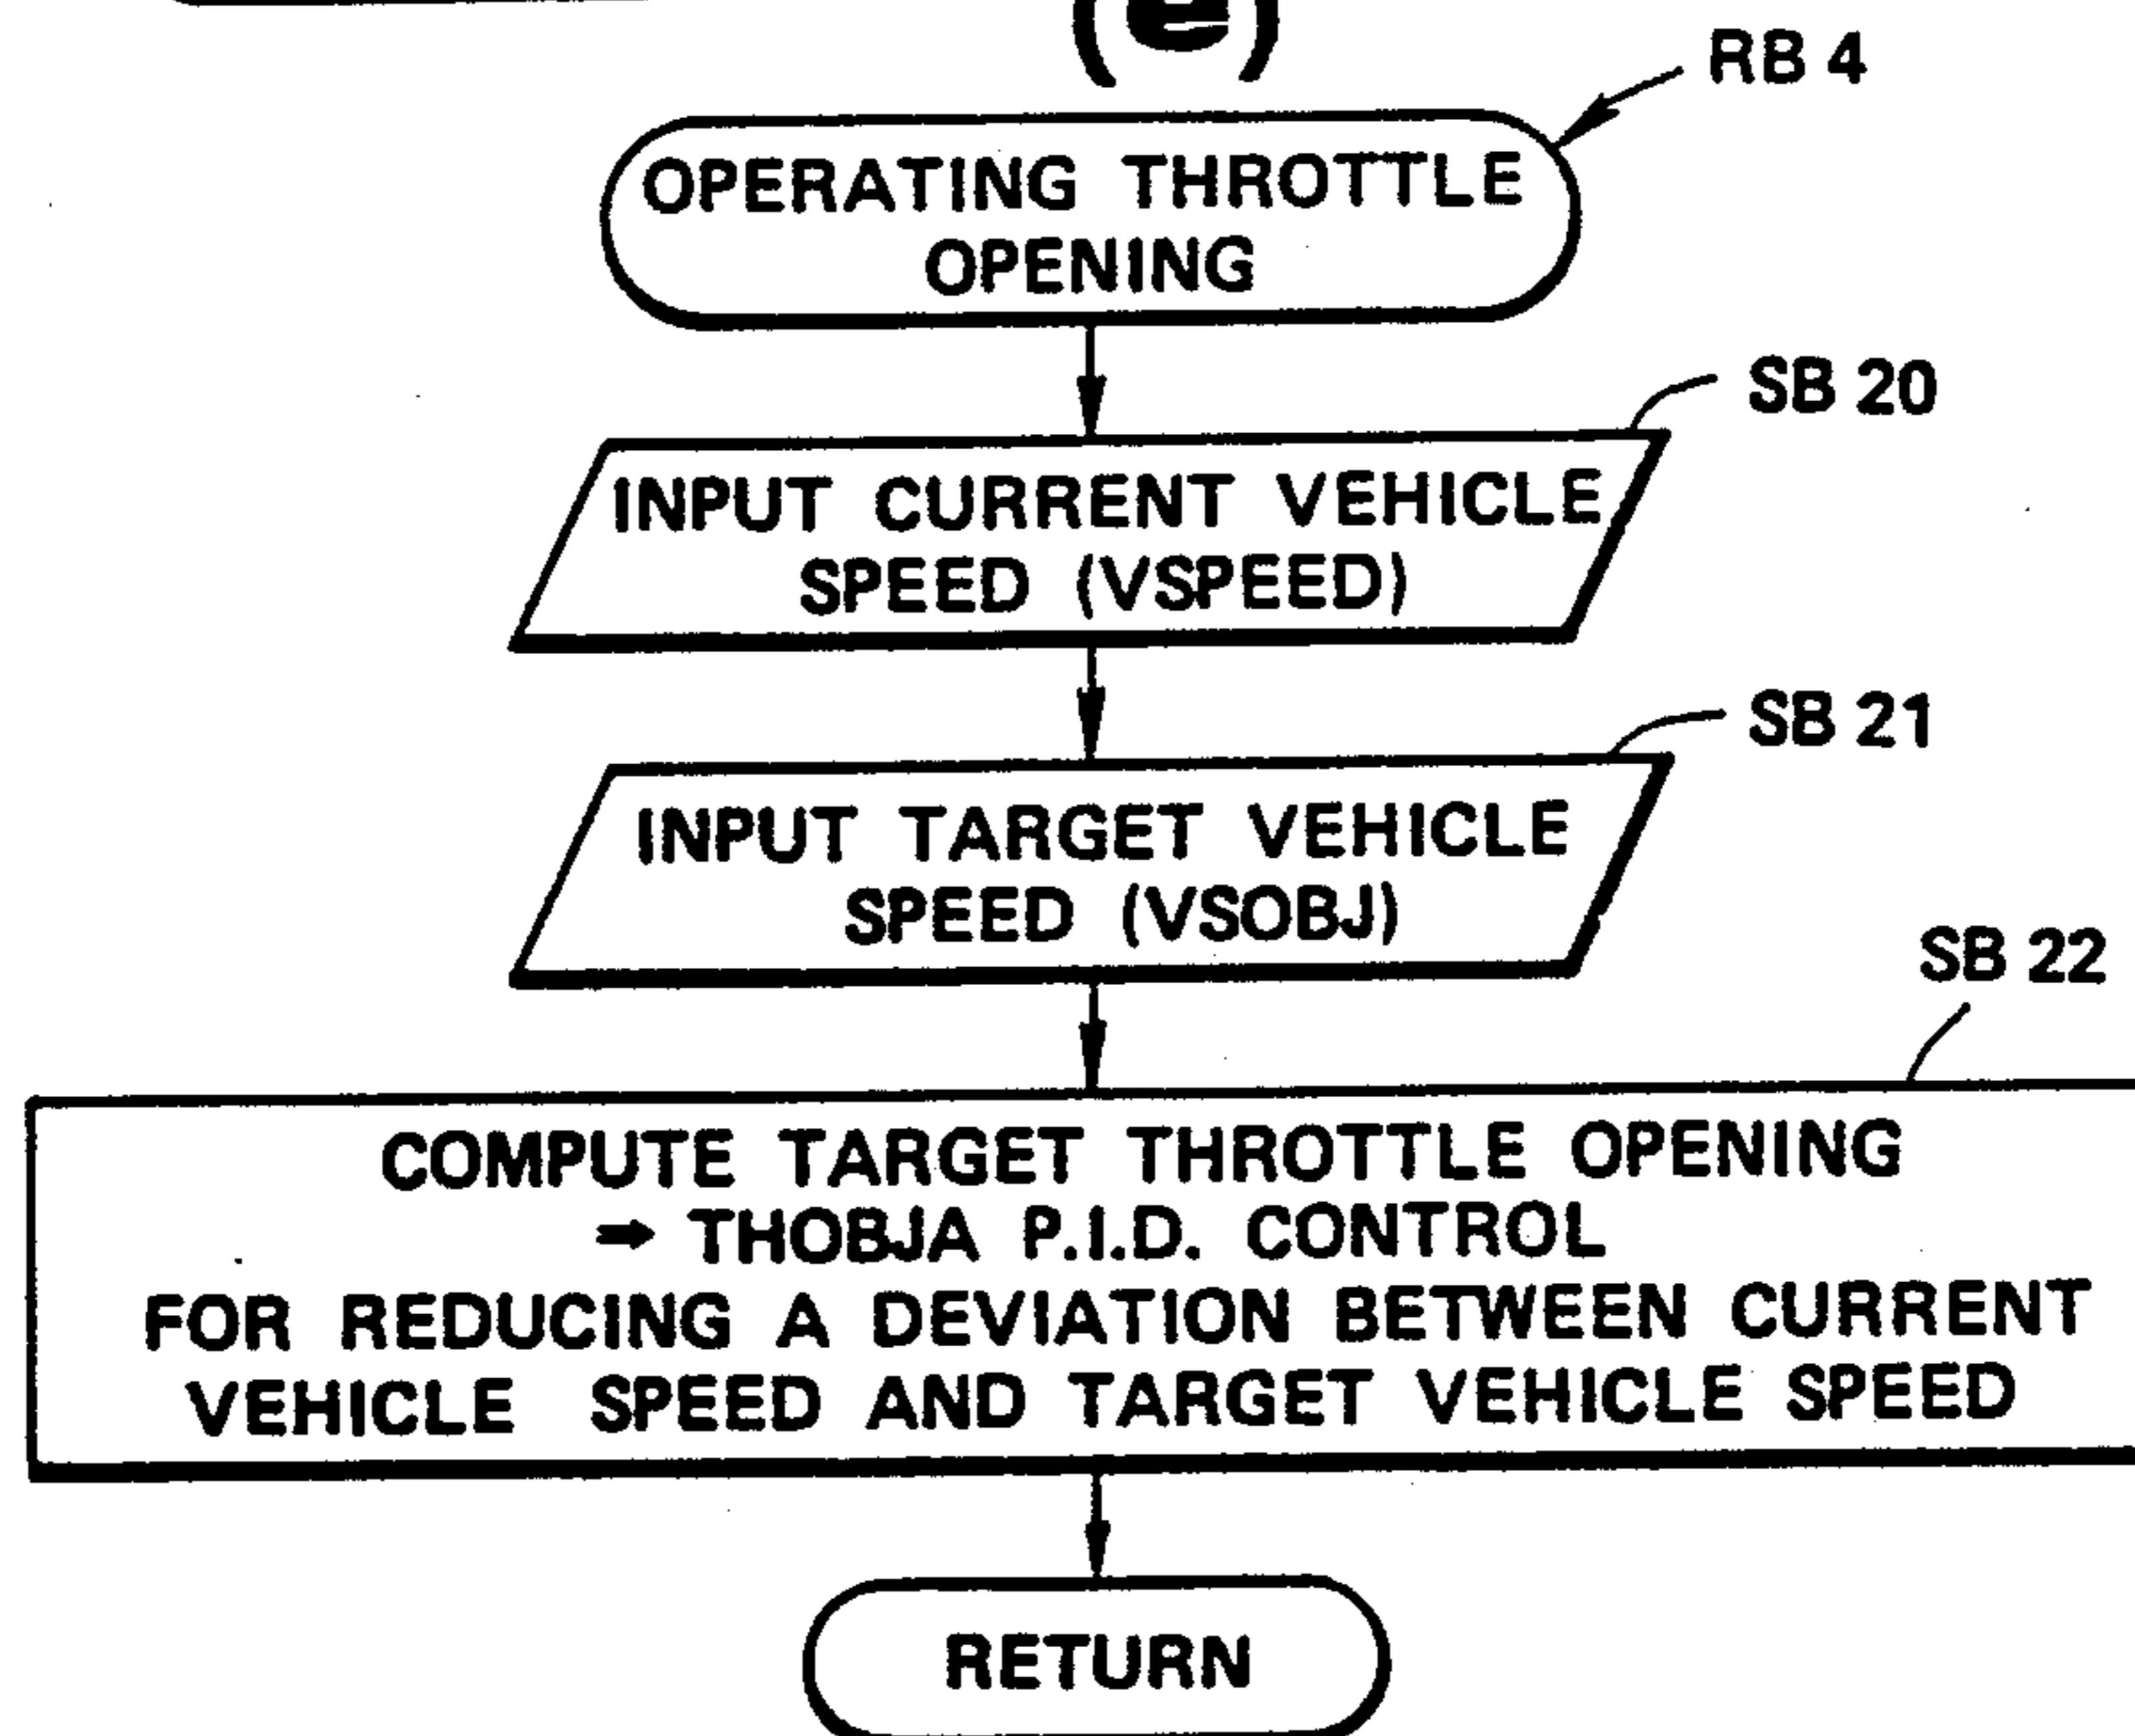 (e)
RB 4
OPERATING THROTTLE
OPENING
SB 20
INPUT CURRENT VEHICLE
SPEED (VSPEED)
SB 21
INPUT TARGET VEHICLE
SPEED (VSOBJ)
SB 22
COMPUTE TARGET THROTTLE OPENING
⇒ THOBJA P.I.D. CONTROL
FOR REDUCING A DEVIATION BETWEEN CURRENT
VEHICLE SPEED AND TARGET VEHICLE SPEED
RETURN